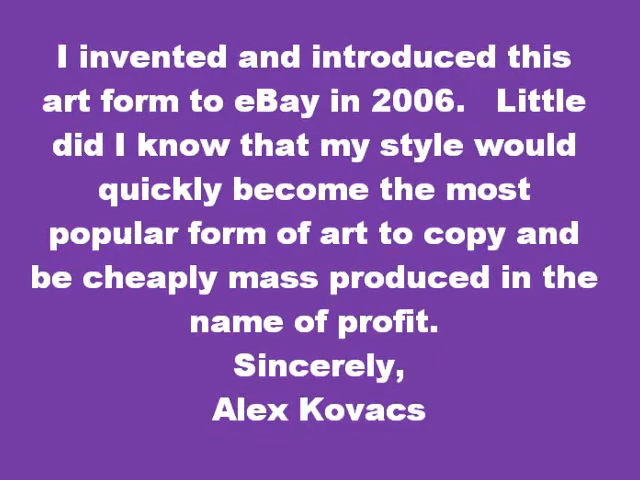 I invented and introduced this
art form to eBay in 2006.   Little
did I know that my style would
quickly become the most
popular form of art to copy and
be cheaply mass produced in the
name of profit.
Sincerely,
Alex Kovacs